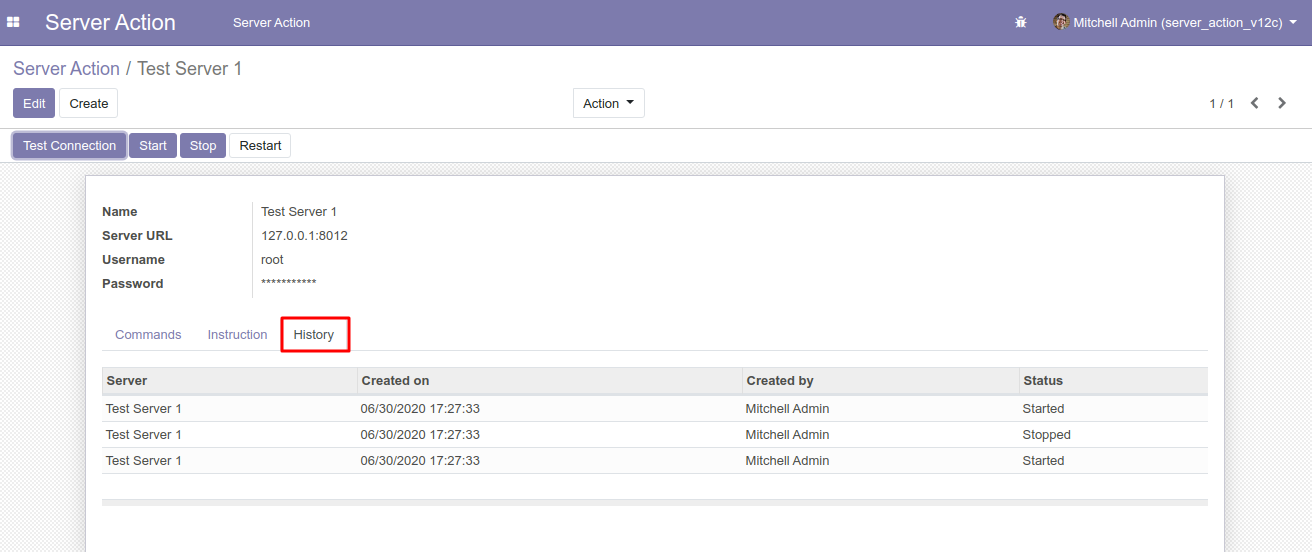 Server Action Server Action Mitchell Admin (server_action_v12c)
Server Action / Test Server 1
Edit Create Action 1 / 1
Test Connection Start Stop Restart
Name Test Server 1
Server URL 127.0.0.1:8012
Username root
Password ***********
Commands Instruction History
Server Created on Created by Status
Test Server 1 06/30/2020 17:27:33 Mitchell Admin Started
Test Server 1 06/30/2020 17:27:33 Mitchell Admin Stopped
Test Server 1 06/30/2020 17:27:33 Mitchell Admin Started